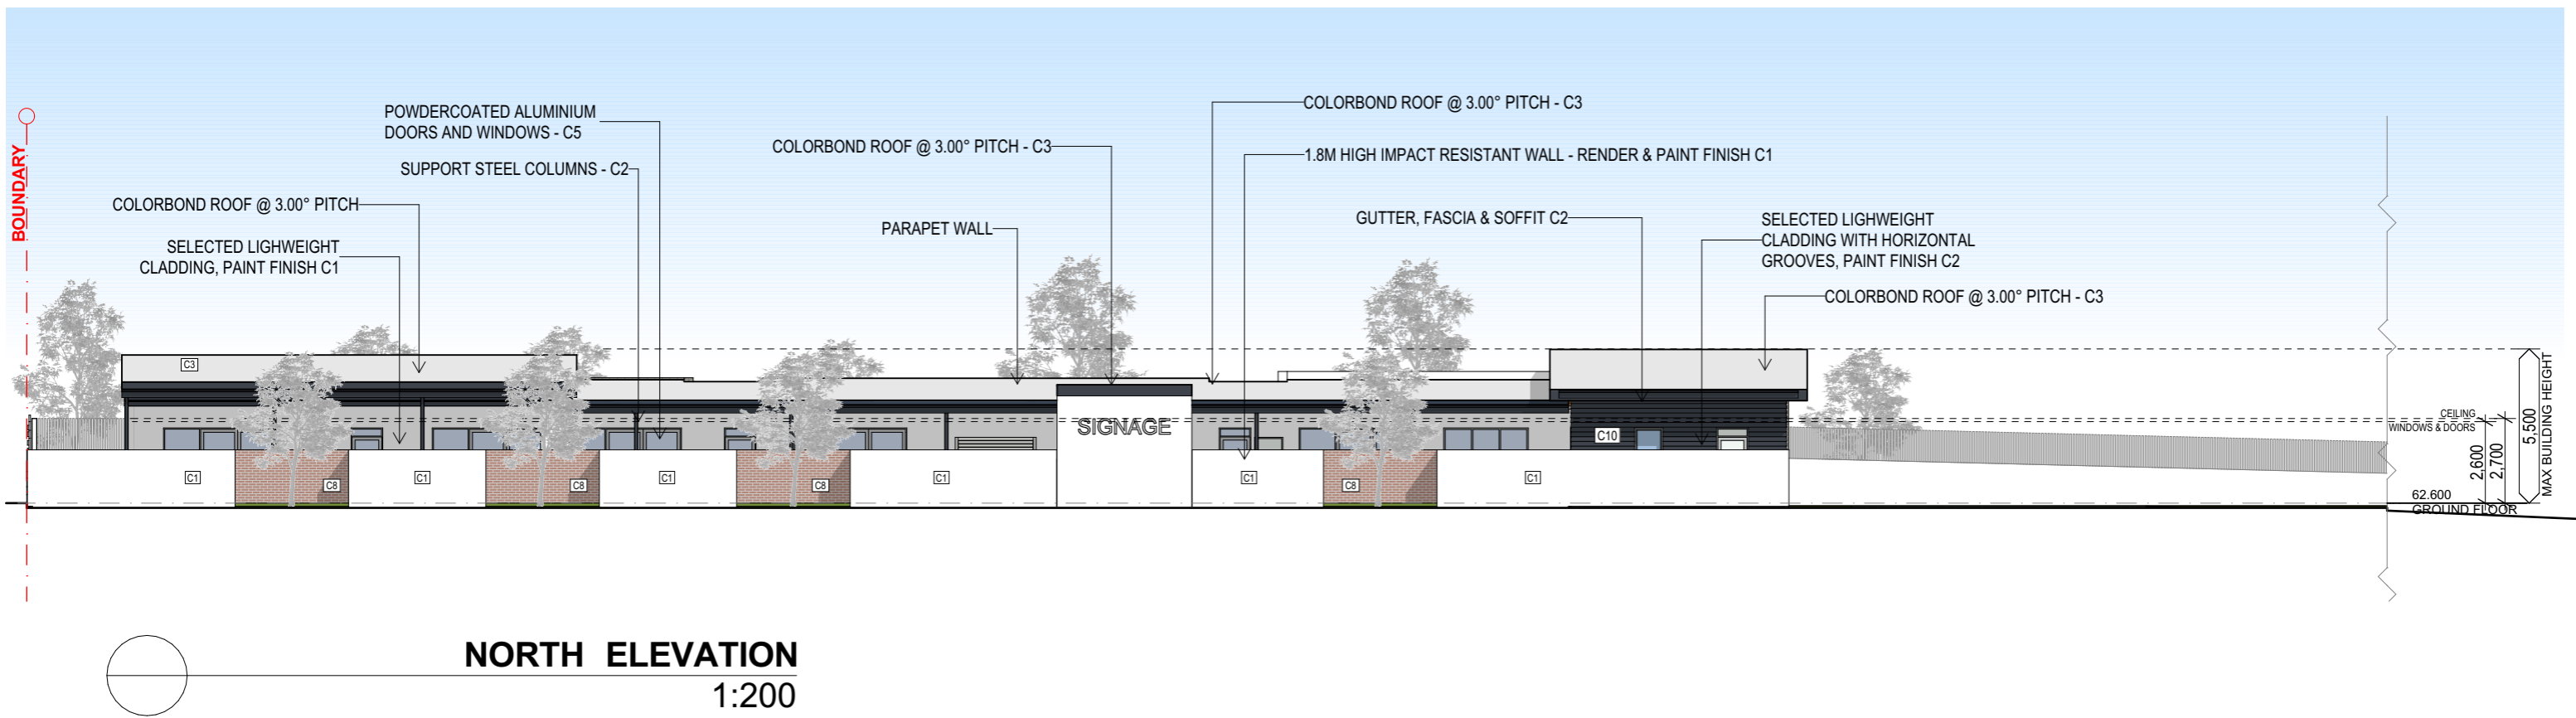 POWDERCOATED ALUMINIUM
DOORS AND WINDOWS - C5
SUPPORT STEEL COLUMNS - C2
COLORBOND ROOF @ 3.00° PITCH
SELECTED LIGHWEIGHT
CLADDING, PAINT FINISH C1
BOUNDARY
COLORBOND ROOF @ 3.00° PITCH - C3
PARAPET WALL
COLORBOND ROOF @ 3.00° PITCH - C3
1.8M HIGH IMPACT RESISTANT WALL - RENDER & PAINT FINISH C1
GUTTER, FASCIA & SOFFIT C2
SELECTED LIGHWEIGHT
CLADDING WITH HORIZONTAL
GROOVES, PAINT FINISH C2
COLORBOND ROOF @ 3.00° PITCH - C3
C3
SIGNAGE
C10
C1
C8
C1
C8
C1
C8
C1
C1
C8
C1
CEILING
WINDOWS & DOORS
2,600
2,700
5,500
MAX BUILDING HEIGHT
62.600
GROUND FLOOR
NORTH ELEVATION
1:200